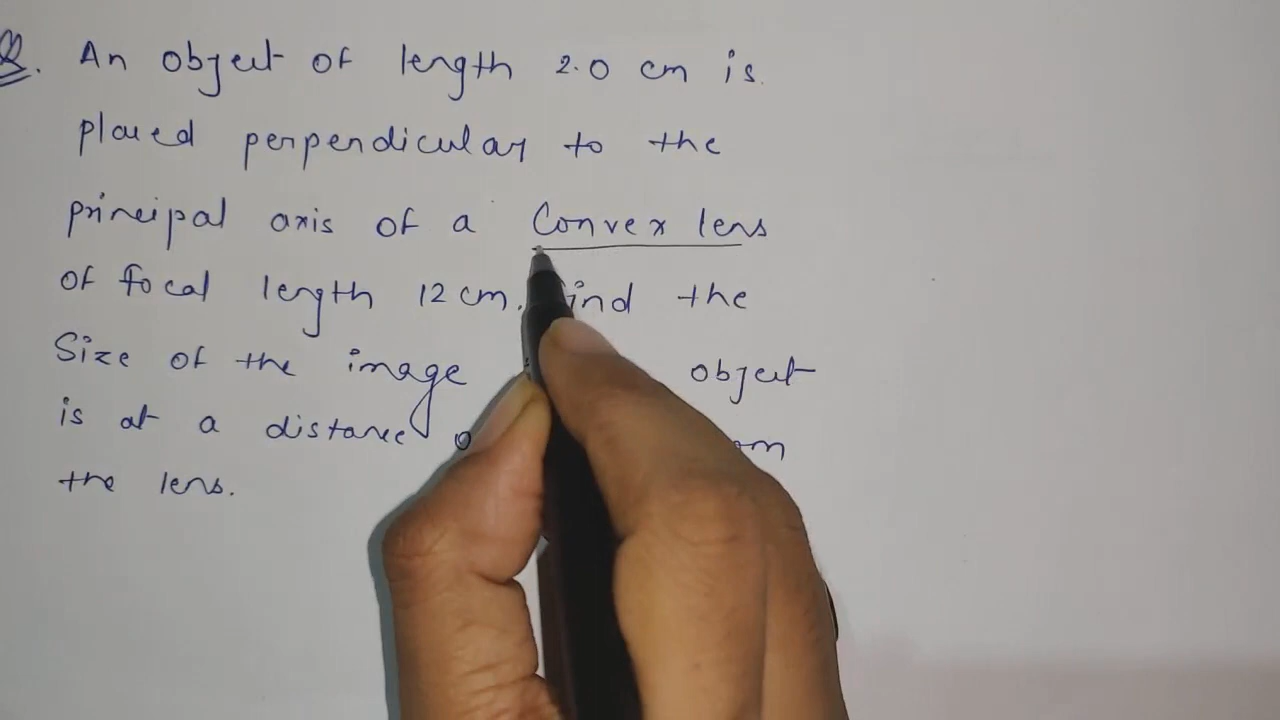 Q. An object of length 2.0 cm is
placed perpendicular to the
principal axis of a Convex lens
of focal length 12 cm. Find the
Size of the image object
is at a distance
the lens.